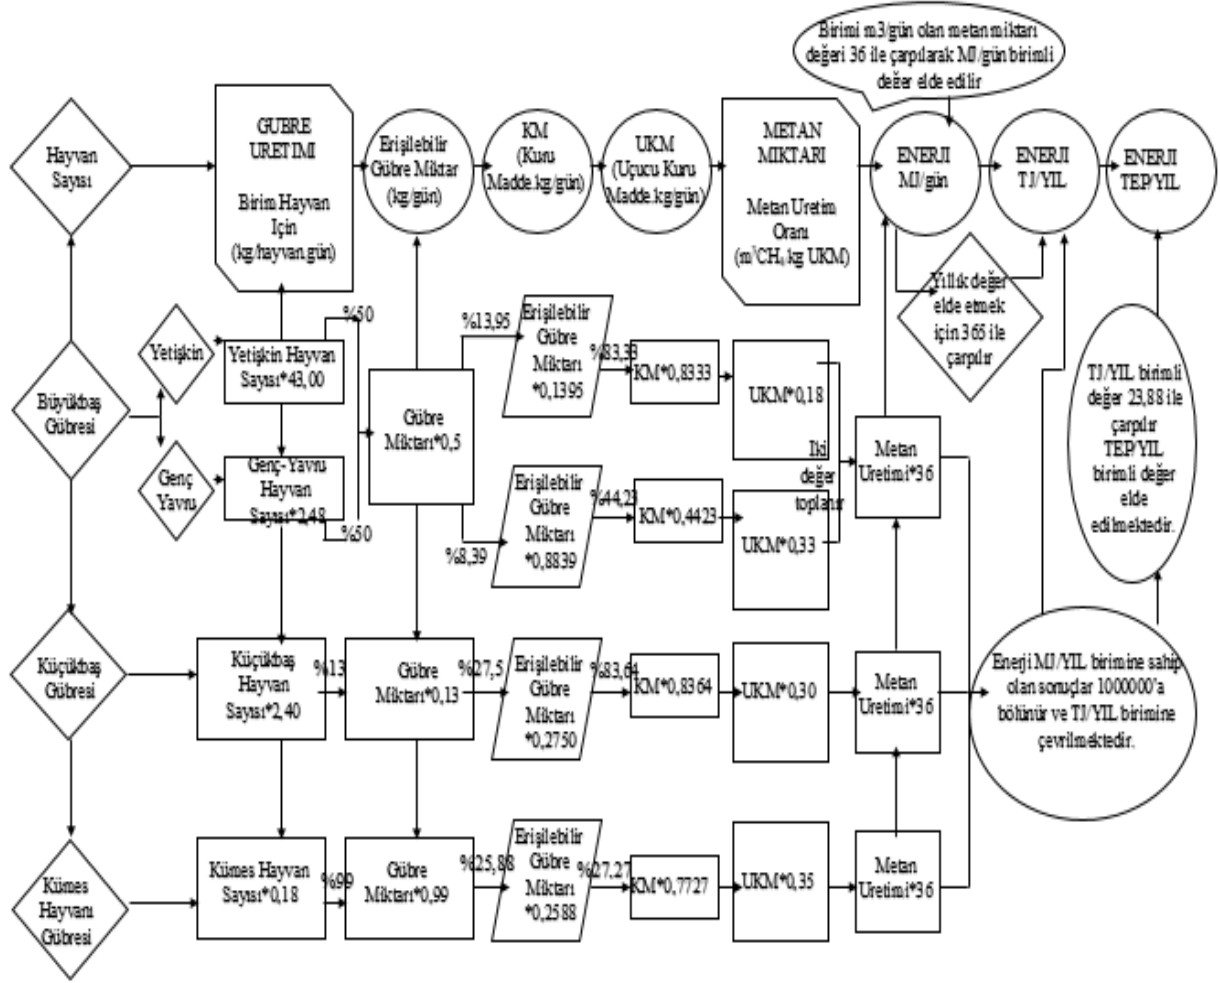 Birimi m3/gün olan metan miktarı
değeri 36 ile çarpılarak MJ/gün birimli
değer elde edilir
Hayvan
Sayısı
GUBRE
URETIMI
Birim Hayvan
Için
(kg/hayvan.gün)
Erişilebilir
Gübre Miktar
(kg/gün)
KM
(Kuru
Madde.kg/gün)
UKM
(Uçucu Kuru
Madde.kg/gün)
METAN
MIKTARI
Metan Uretim
Oranı
(m³CH₄/kg UKM)
ENERJI
MJ/gün
ENERJI
TJ/YIL
ENERJI
TEP/YIL
Yıllık değer
elde etmek
için 365 ile
çarpılır
Büyükbaş
Gübresi
Yetişkin
Genç
Yavru
Yetişkin Hayvan
Sayısı*43,00
Genç-Yavru
Hayvan
Sayısı*2,48
%50
%50
Gübre
Miktarı*0,5
%13,95
%8,39
Erişilebilir
Gübre
Miktarı
*0,1395
%83,33
KM*0,8333
UKM*0,18
Erişilebilir
Gübre
Miktarı
*0,8839
%44,23
KM*0,4423
UKM*0,33
Iki
değer
toplanır
Metan
Uretimi*36
TJ/YIL birimli
değer 23,88 ile
çarpılır
TEP/YIL
birimli değer
elde
edilmektedir.
Küçükbaş
Gübresi
Küçükbaş
Hayvan
Sayısı*2,40
%13
Gübre
Miktarı*0,13
%27,5
Erişilebilir
Gübre
Miktarı
*0,2750
%83,64
KM*0,8364
UKM*0,30
Metan
Uretimi*36
Enerji MJ/YIL birimine sahip
olan sonuçlar 1000000'a
bölünür ve TJ/YIL birimine
çevrilmektedir.
Kümes
Hayvanı
Gübresi
Kümes Hayvan
Sayısı*0,18
%99
Gübre
Miktarı*0,99
%25,88
Erişilebilir
Gübre
Miktarı
*0,2588
%27,27
KM*0,7727
UKM*0,35
Metan
Uretimi*36